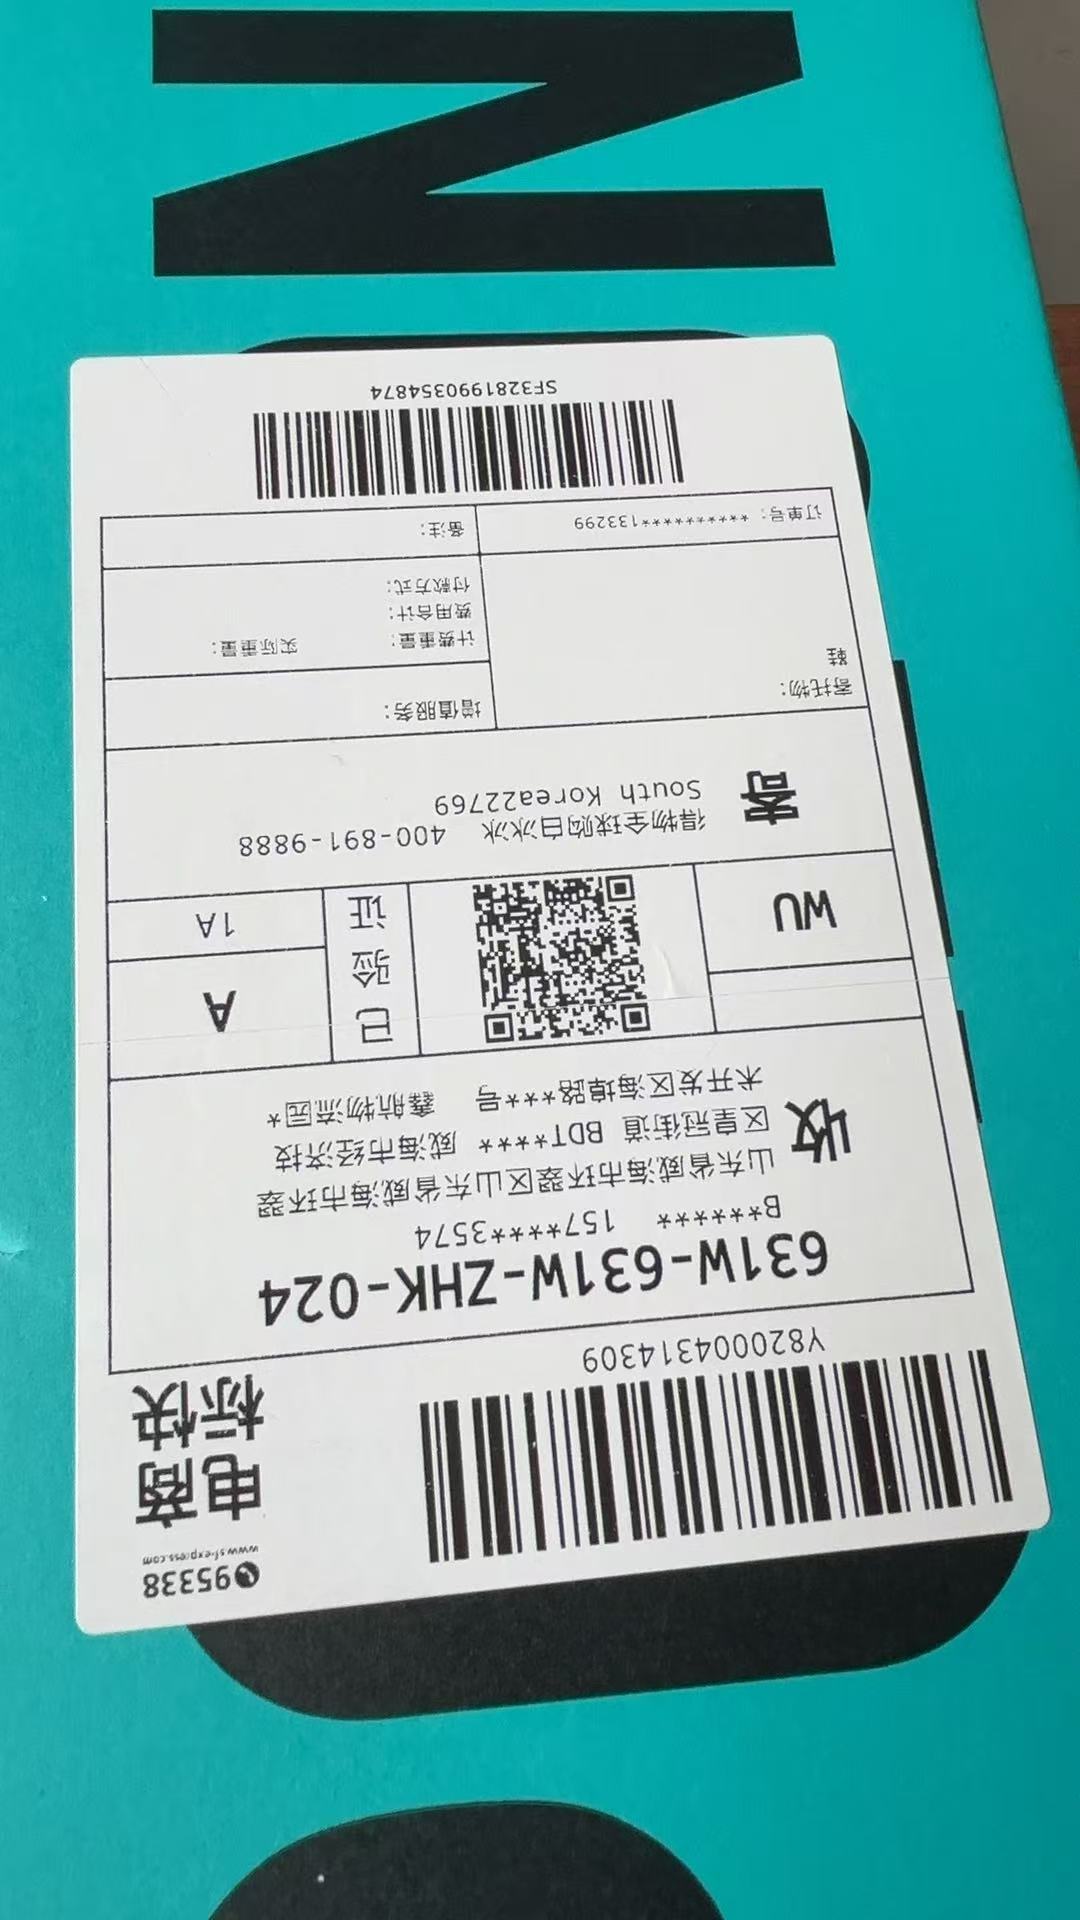 95338
www.sf-express.com
电商
标快
Y820004314309
631W-631W-ZHK-024
B****** 157****3574
收
山东省威海市环翠区山东省威海市环翠
区皇冠街道 BDT**** 威海市经济技
术开发区海埠路****号 鑫航物流园*
WU
已验证
A
1A
寄
得物全球购白冰冰 400-891-9888
South Korea22769
寄托物:
鞋
增值服务:
计费重量: 实际重量:
费用合计:
付款方式:
订单号: ***********133299
备注:
SF3281990354874